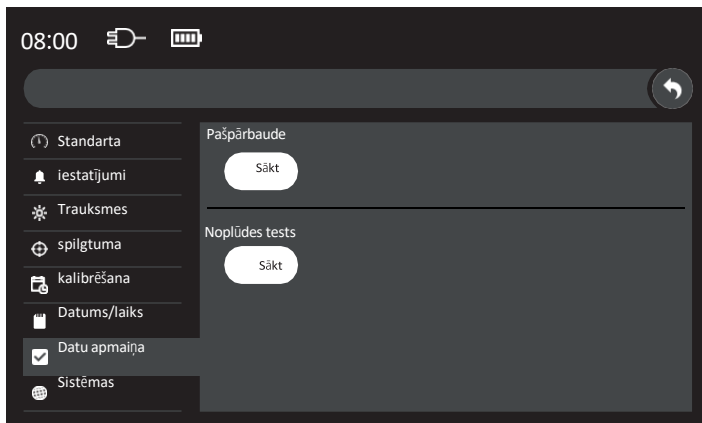 08:00
Standarta
iestatījumi
Trauksmes
spilgtuma
kalibrēšana
Datums/laiks
Datu apmaiņa
Sistēmas
Pašpārbaude
Sākt
Noplūdes tests
Sākt